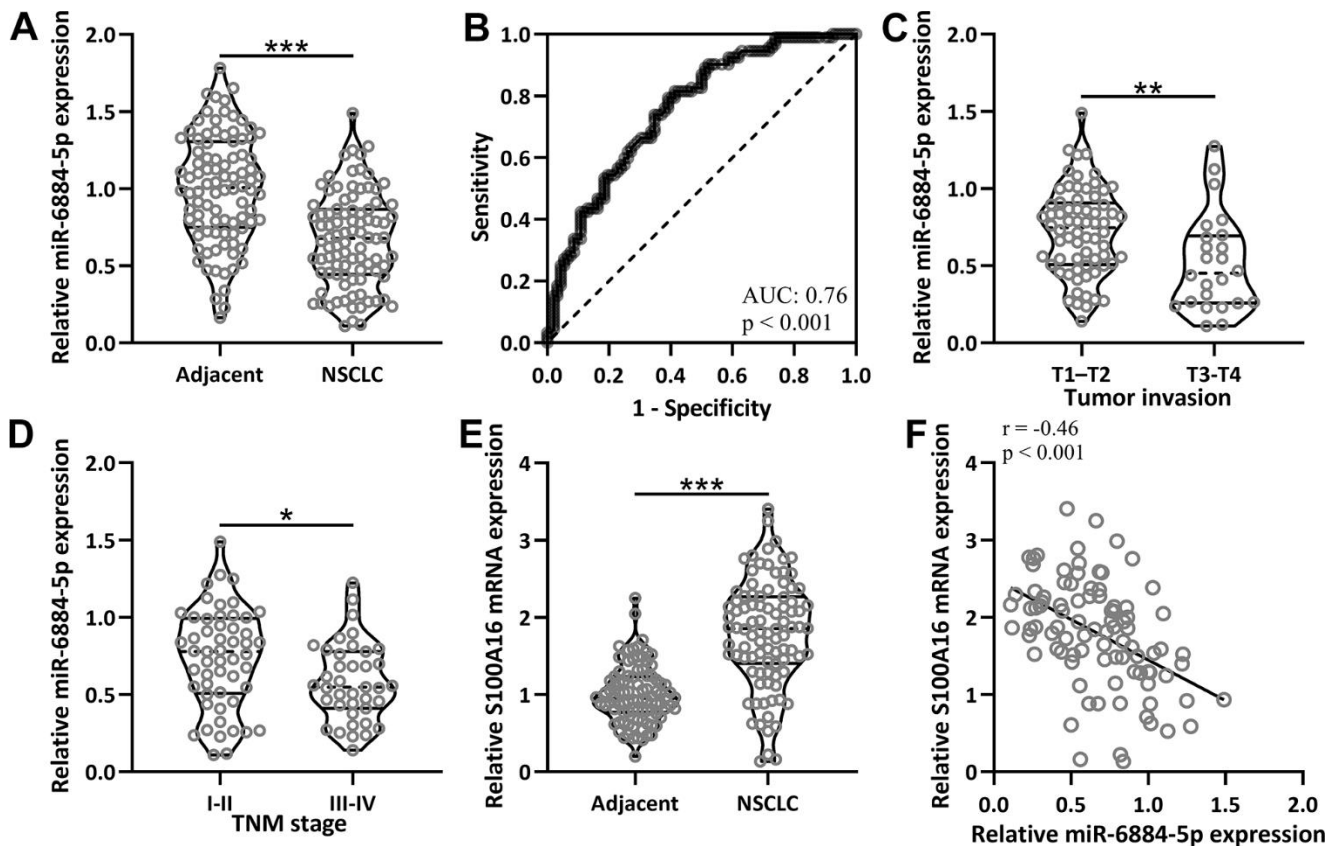 A
Relative miR-6884-5p expression
2.0
1.5
1.0
0.5
0.0
***
Adjacent
NSCLC
B
Sensitivity
1.0
0.8
0.6
0.4
0.2
0.0
AUC: 0.76
p < 0.001
0.0 0.2 0.4 0.6 0.8 1.0
1 - Specificity
C
Relative miR-6884-5p expression
2.0
1.5
1.0
0.5
0.0
**
T1–T2
T3-T4
Tumor invasion
D
Relative miR-6884-5p expression
2.0
1.5
1.0
0.5
0.0
*
I-II
III-IV
TNM stage
E
Relative S100A16 mRNA expression
4
3
2
1
0
***
Adjacent
NSCLC
F
r = -0.46
p < 0.001
Relative S100A16 mRNA expression
4
3
2
1
0
0.0 0.5 1.0 1.5 2.0
Relative miR-6884-5p expression